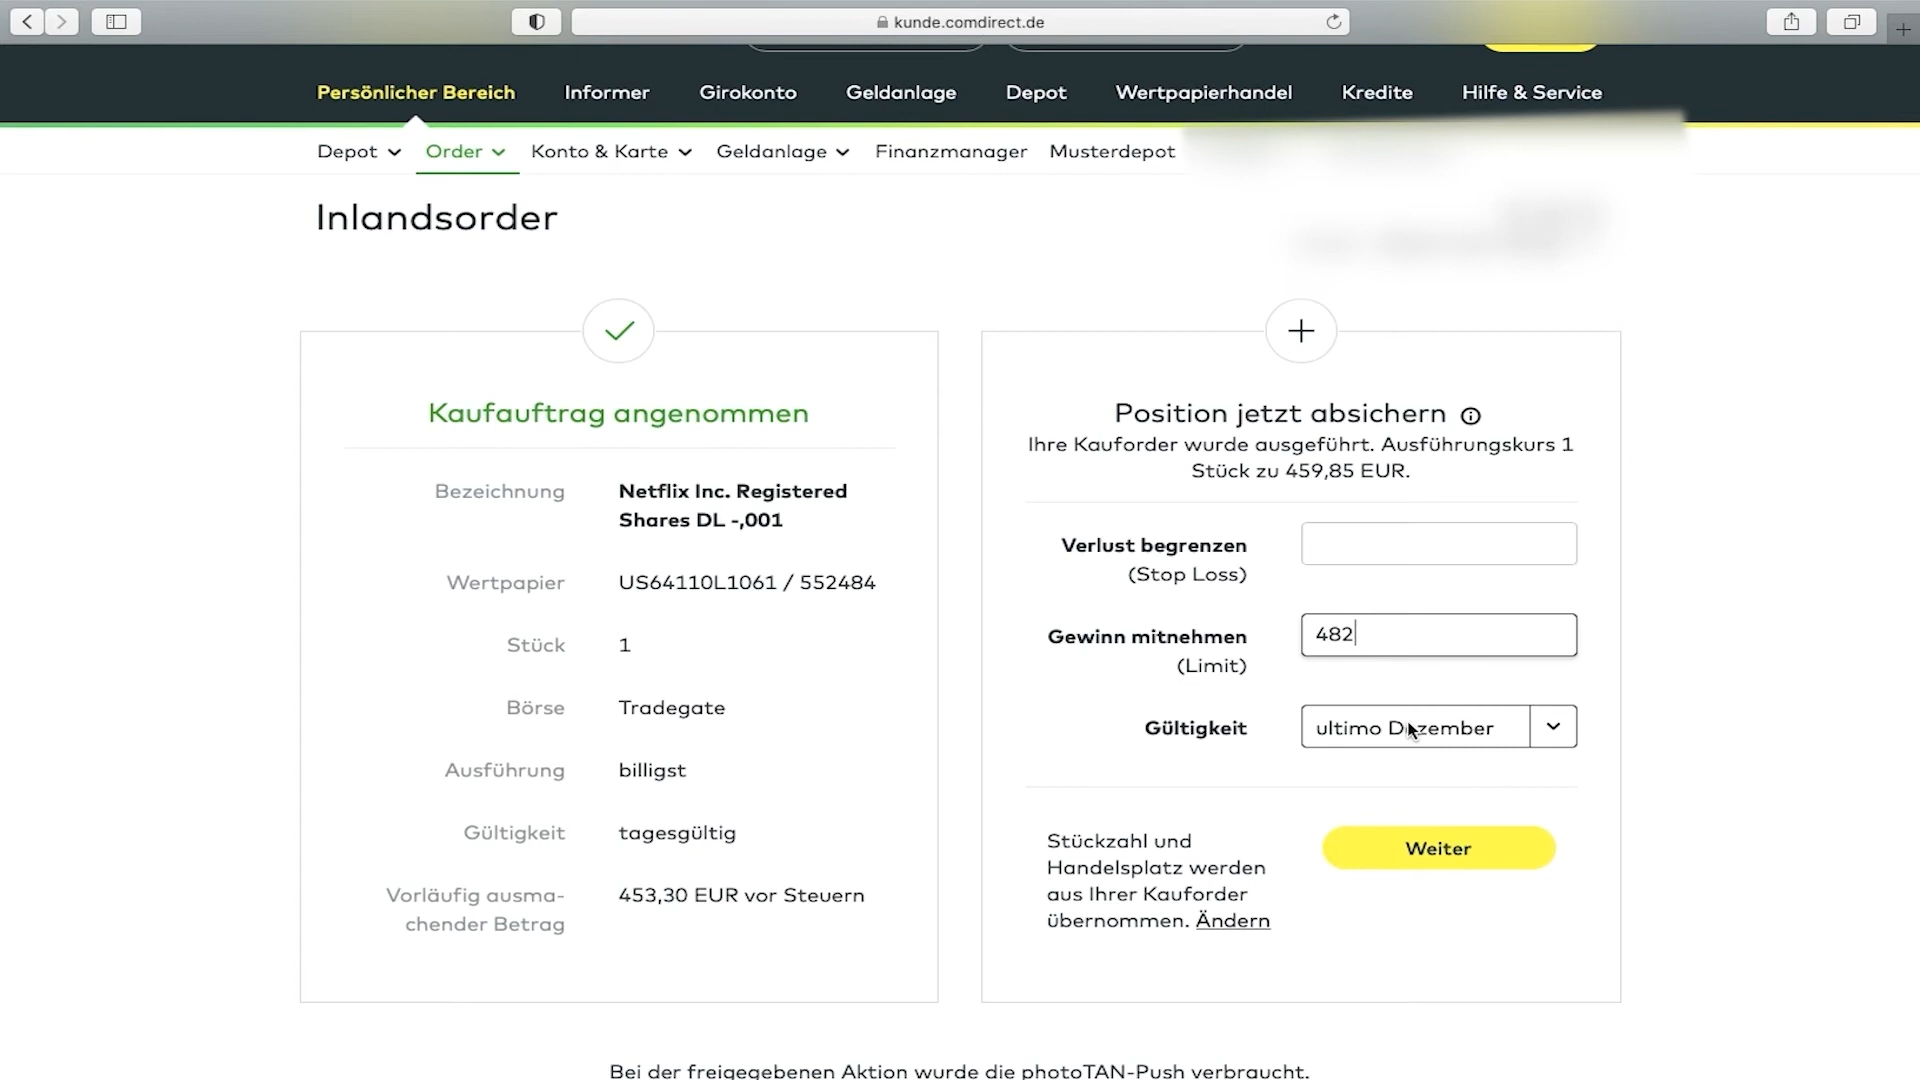 kunde.comdirect.de
Persönlicher Bereich Informer Girokonto Geldanlage Depot Wertpapierhandel Kredite Hilfe & Service
Depot Order Konto & Karte Geldanlage Finanzmanager Musterdepot
Inlandsorder
Kaufauftrag angenommen
Bezeichnung Netflix Inc. Registered
Shares DL -,001
Wertpapier US64110L1061 / 552484
Stück 1
Börse Tradegate
Ausführung billigst
Gültigkeit tagesgültig
Vorläufig ausma-
chender Betrag
453,30 EUR vor Steuern
Position jetzt absichern
Ihre Kauforder wurde ausgeführt. Ausführungskurs 1
Stück zu 459,85 EUR.
Verlust begrenzen
(Stop Loss)
Gewinn mitnehmen 482
(Limit)
Gültigkeit ultimo Dezember
Stückzahl und
Handelsplatz werden
aus Ihrer Kauforder
übernommen. Ändern
Weiter
Bei der freigegebenen Aktion wurde die photoTAN-Push verbraucht.